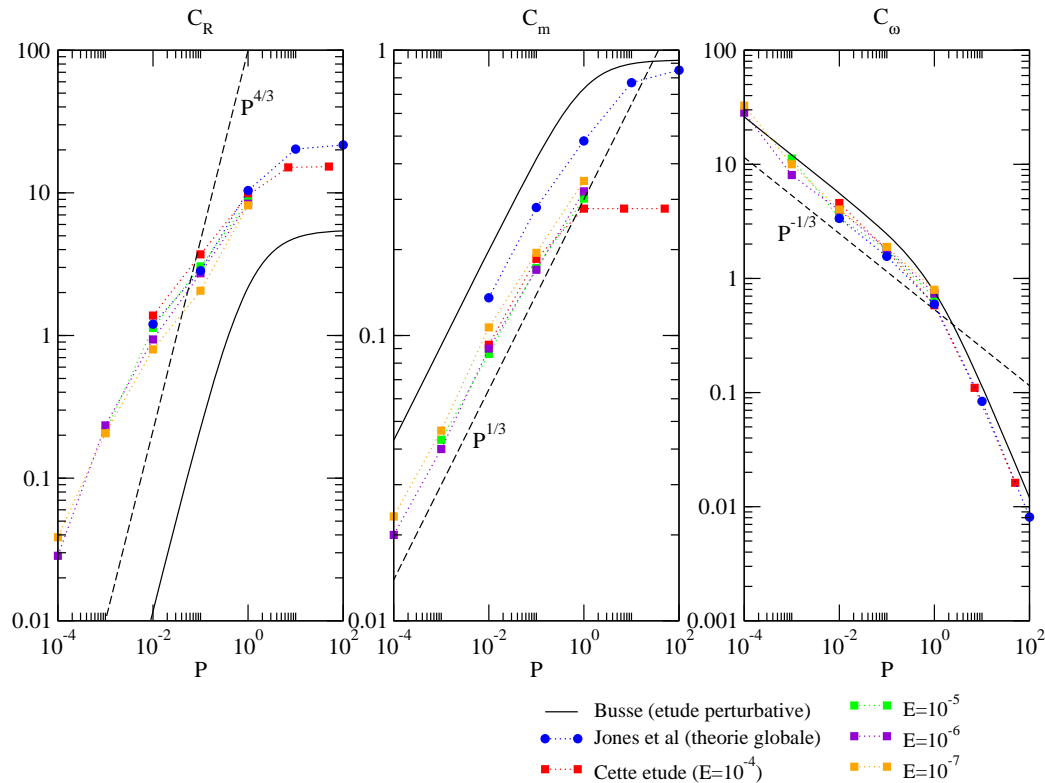 C_R
C_m
C_ω
100
10
1
0.1
0.01
10^-4
10^-2
10^0
10^2
P
P^4/3
1
0.1
0.01
10^-4
10^-2
10^0
10^2
P
P^1/3
100
10
1
0.1
0.01
0.001
10^-4
10^-2
10^0
10^2
P
P^-1/3
Busse (etude perturbative)
Jones et al (theorie globale)
Cette etude (E=10^-4)
E=10^-5
E=10^-6
E=10^-7